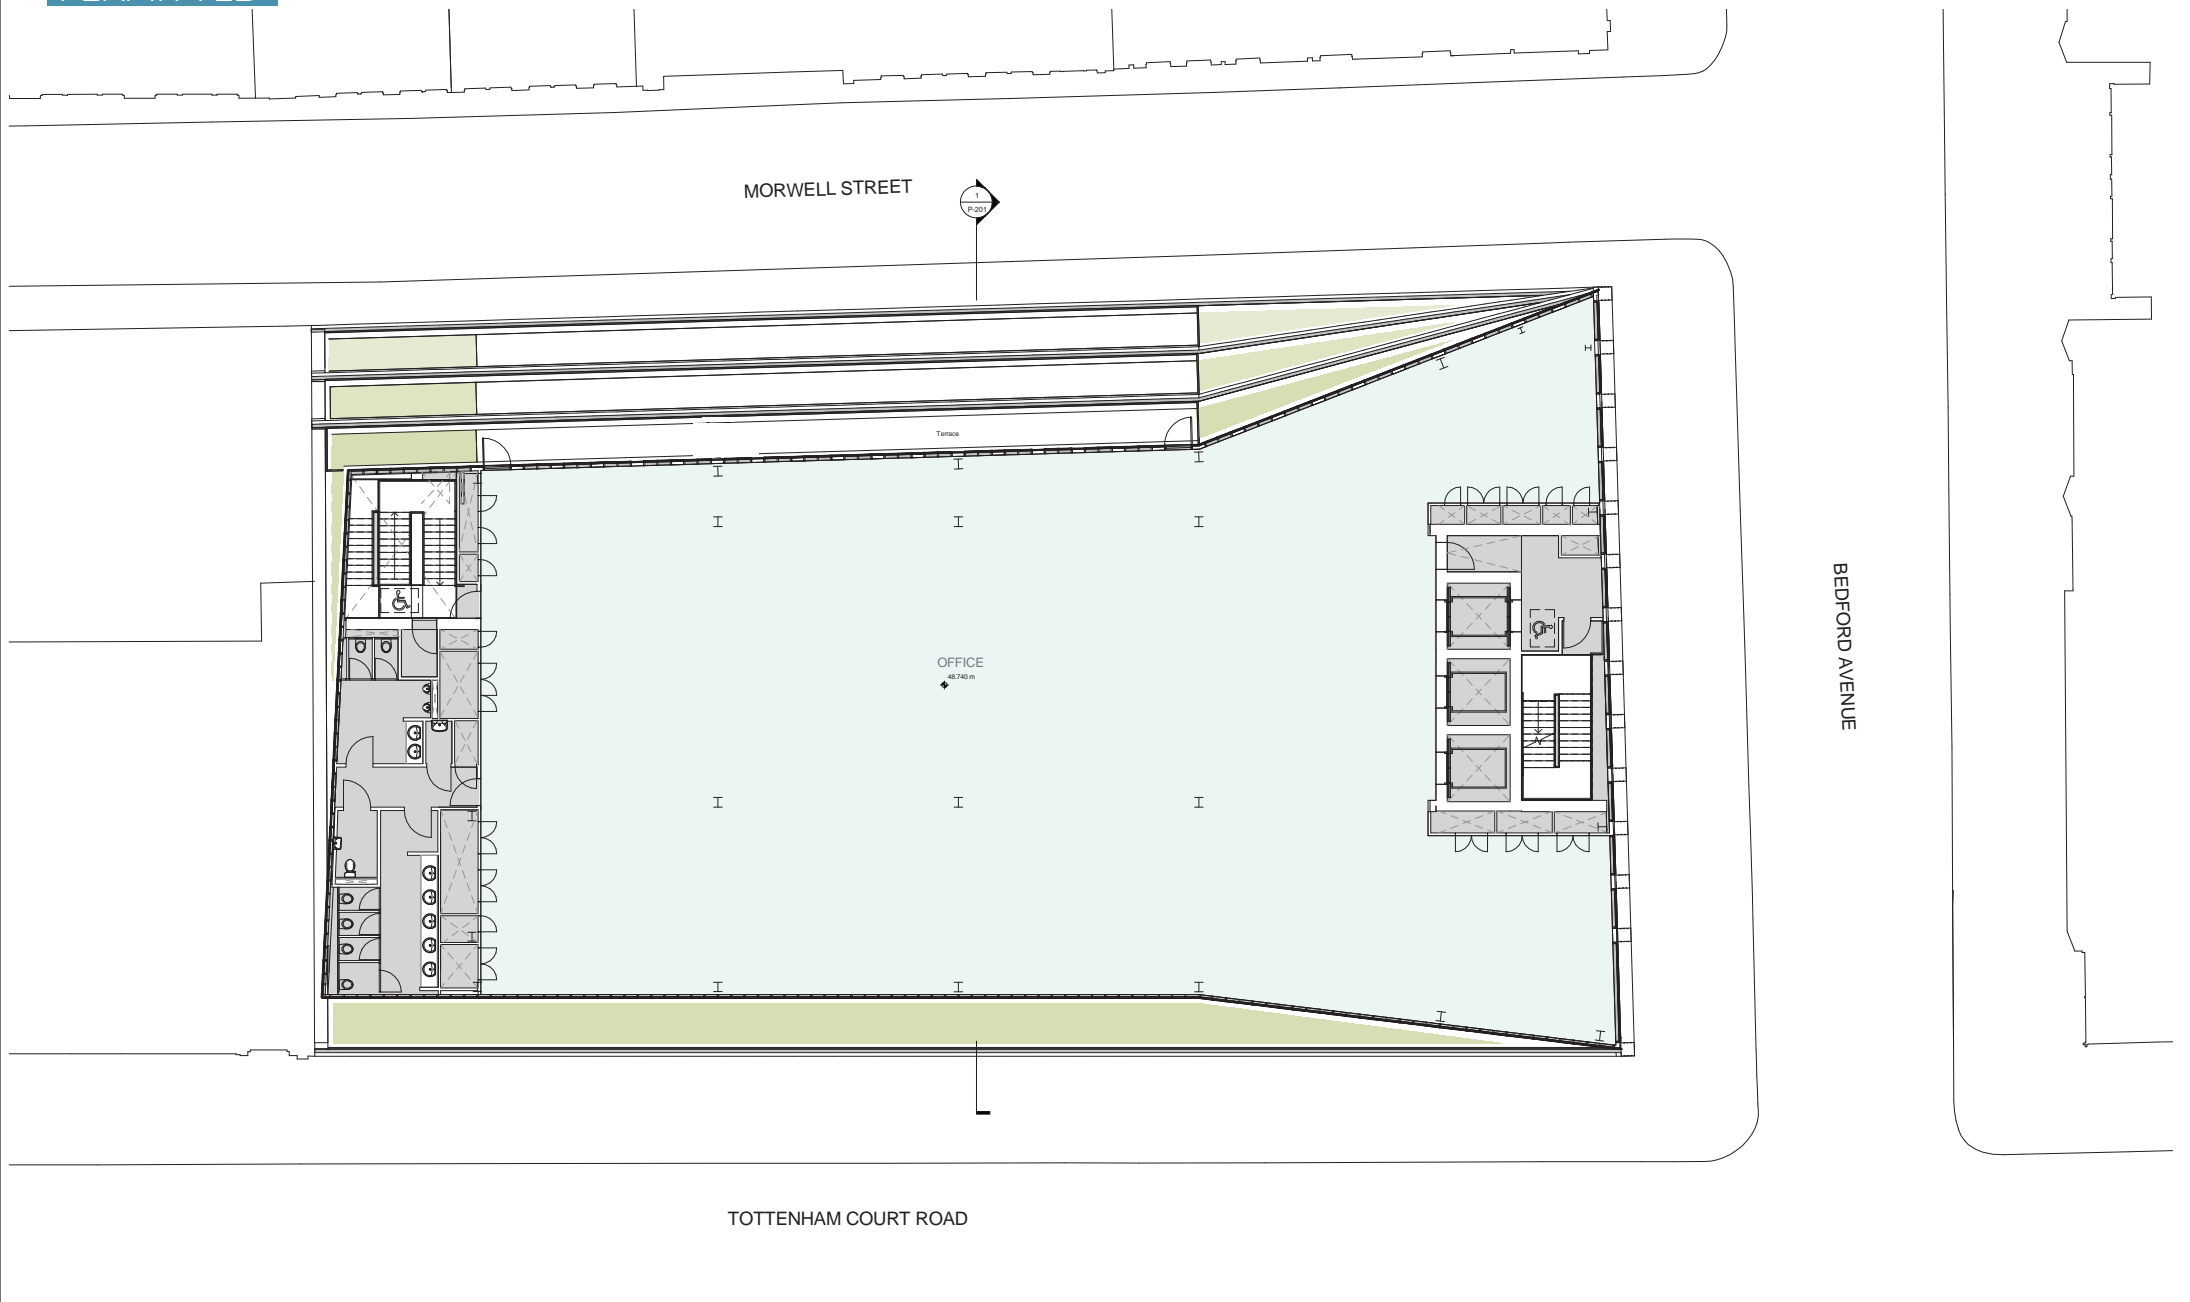 MORWELL STREET
1
P-201
Terrace
OFFICE
48.740 m
BEDFORD AVENUE
TOTTENHAM COURT ROAD